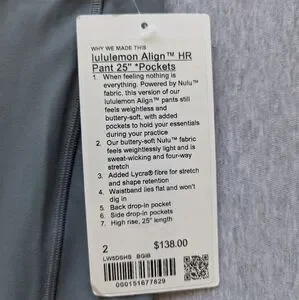 WHY WE MADE THIS
lululemon Align™ HR
Pant 25" *Pockets
1. When feeling nothing is
everything. Powered by Nulu™
fabric, this version of our
lululemon Align™ pants still
feels weightless and
buttery-soft, with added
pockets to hold your essentials
during your practice
2. Our buttery-soft Nulu™ fabric
feels weightlessly light and is
sweat-wicking and four-way
stretch
3. Added Lycra® fibre for stretch
and shape retention
4. Waistband lies flat and won't
dig in
5. Back drop-in pocket
6. Side drop-in pockets
7. High rise, 25" length
2 $138.00
LW5DSHS BGIB
000151677829